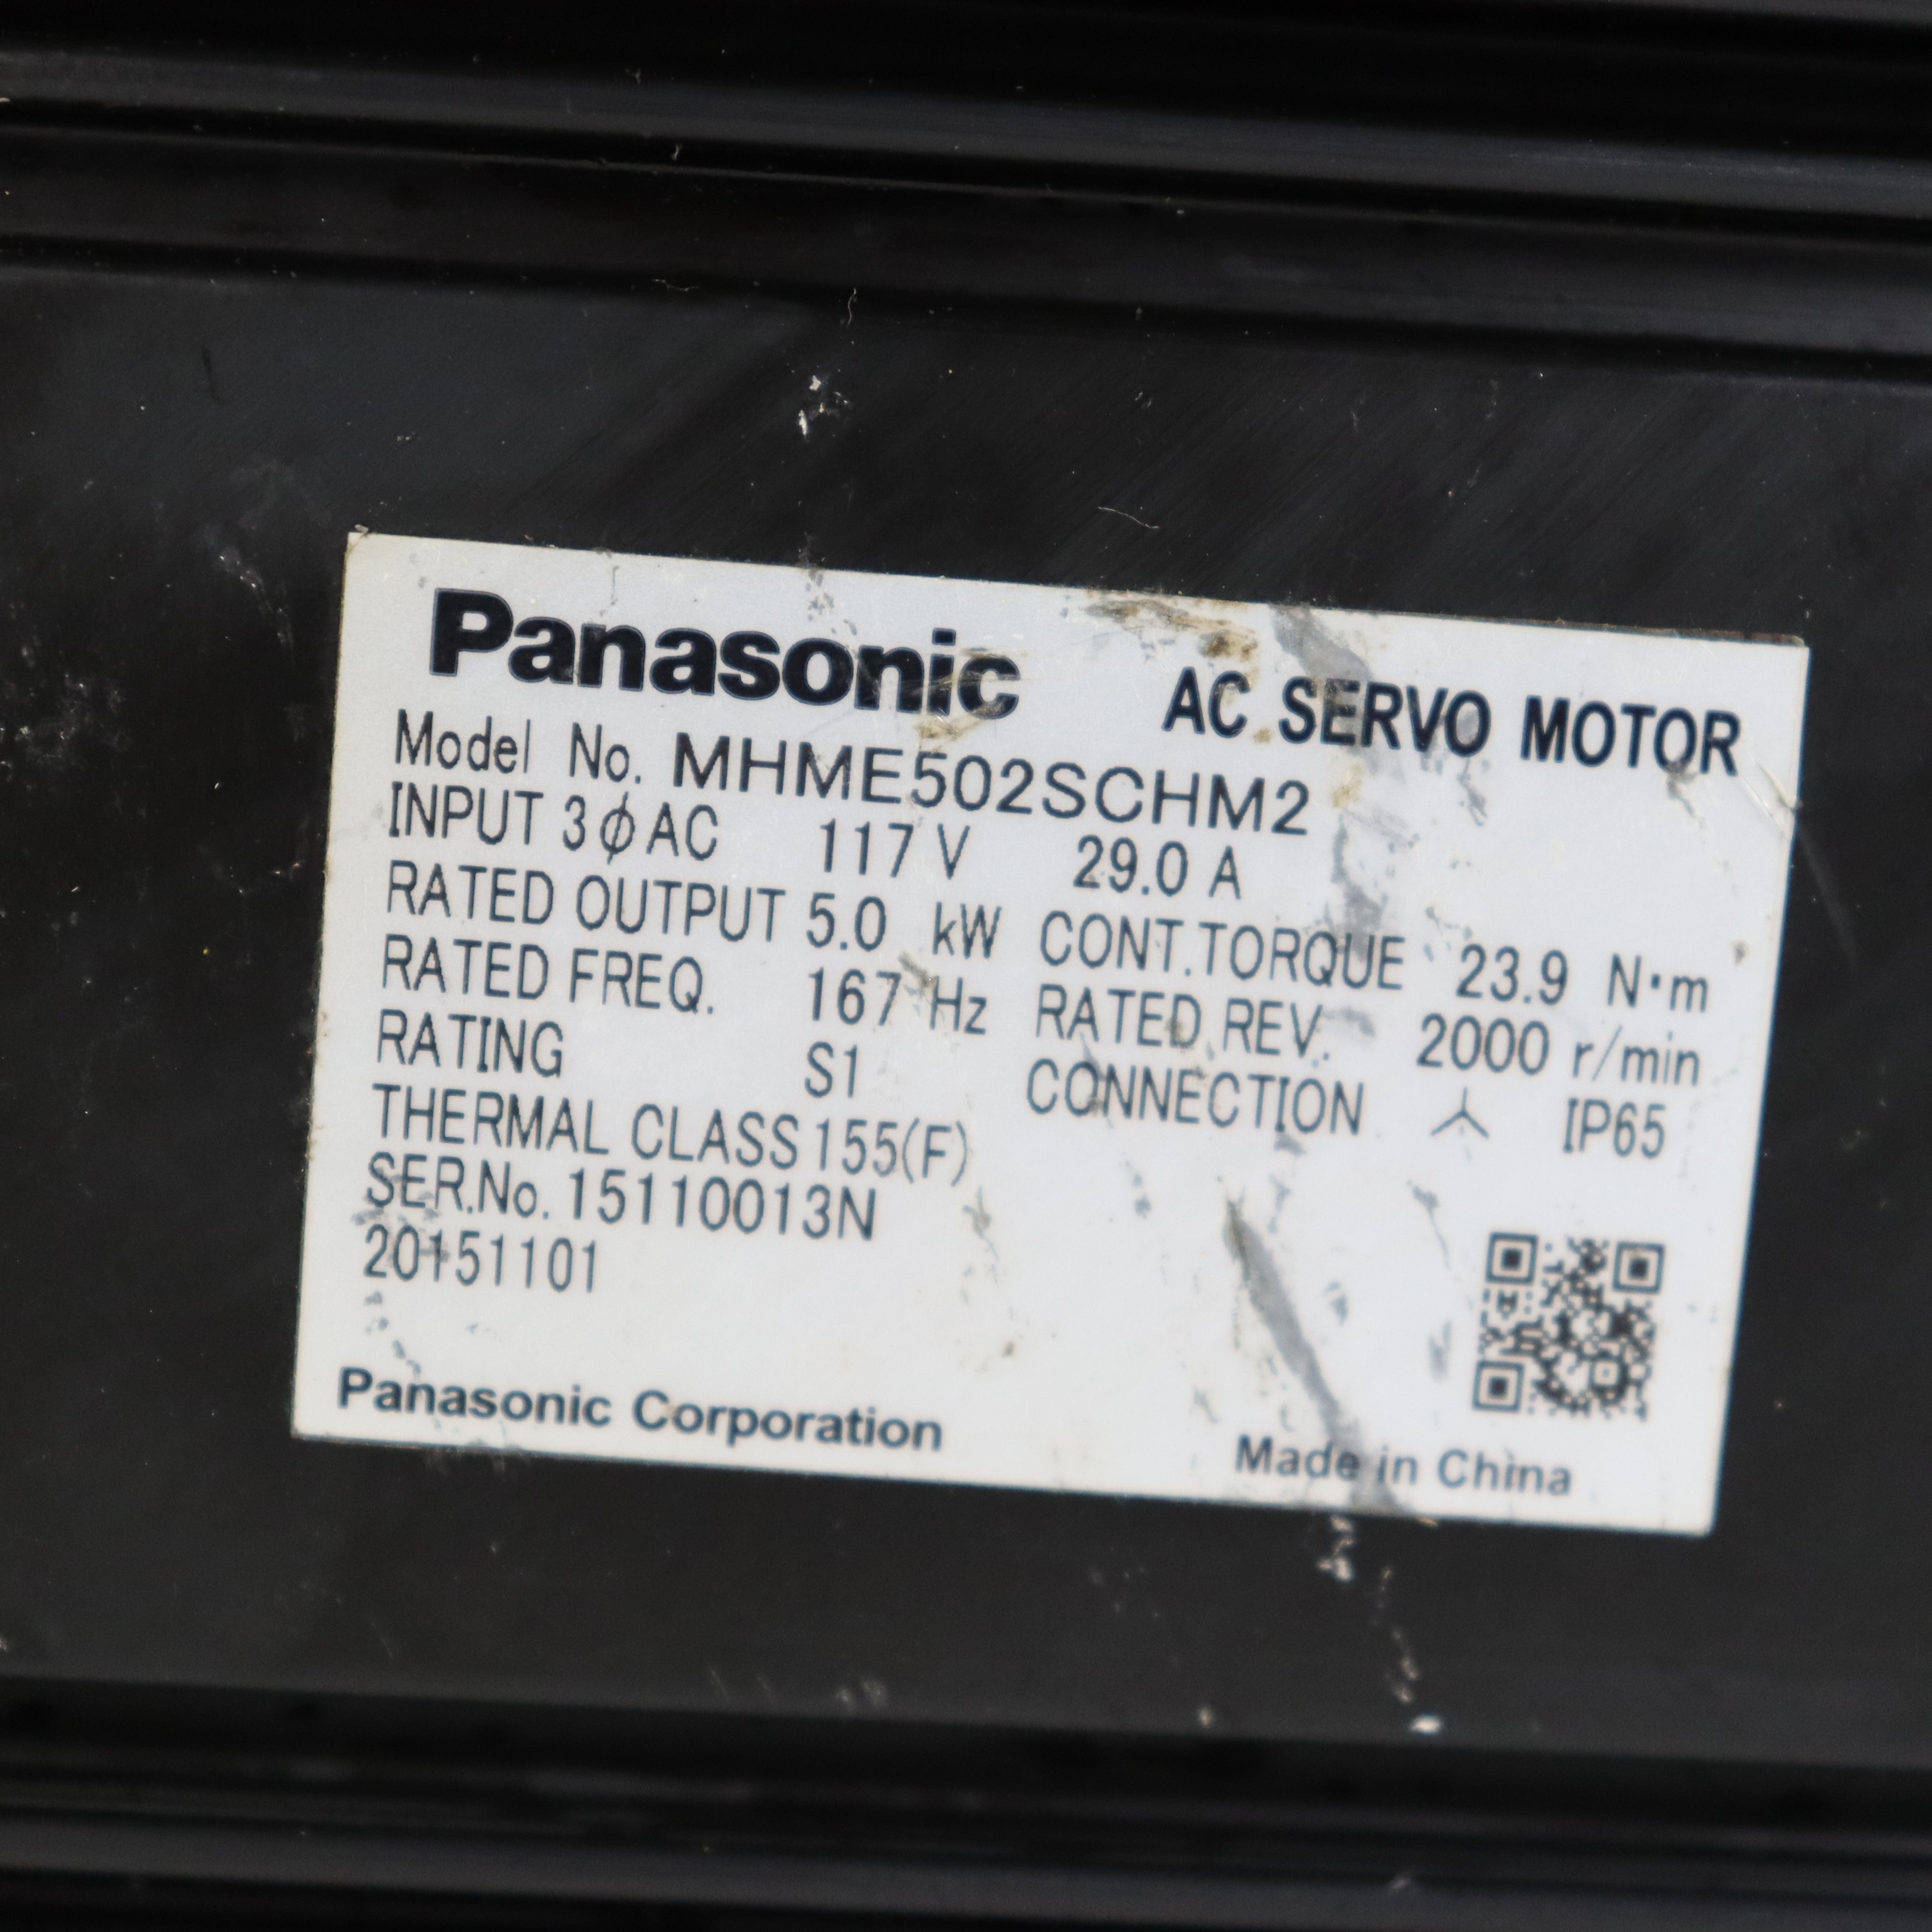 Panasonic AC SERVO MOTOR
Model No. MHME502SCHM2
INPUT 3ϕAC 117 V 29.0 A
RATED OUTPUT 5.0 kW CONT.TORQUE 23.9 N·m
RATED FREQ. 167 Hz RATED REV. 2000 r/min
RATING S1 CONNECTION IP65
THERMAL CLASS 155(F)
SER.No. 15110013N
20151101
Panasonic Corporation Made in China